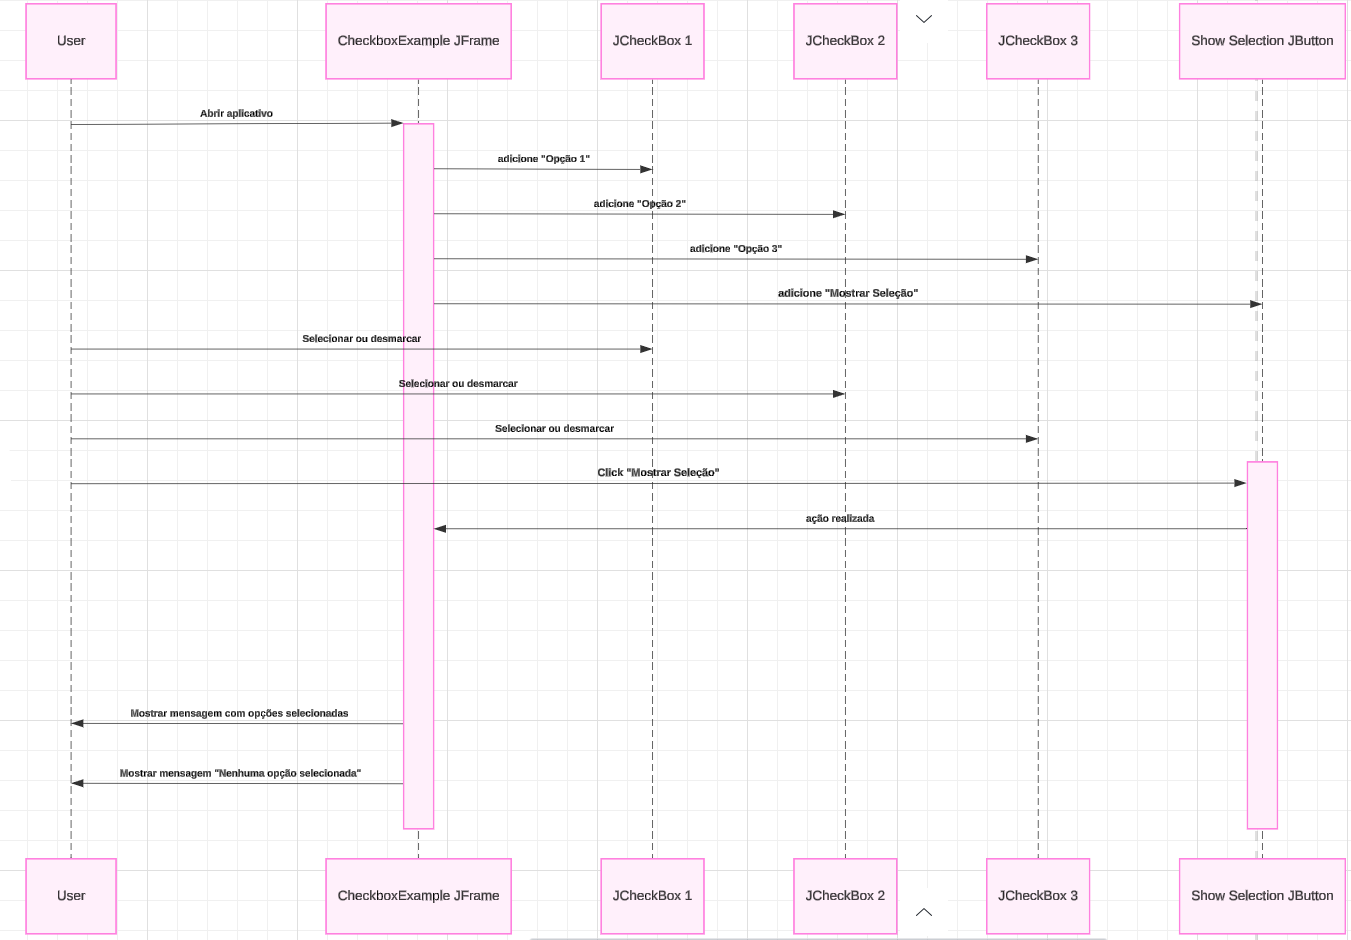 User
CheckboxExample JFrame
JCheckBox 1
JCheckBox 2
JCheckBox 3
Show Selection JButton
Abrir aplicativo
adicione "Opção 1"
adicione "Opção 2"
adicione "Opção 3"
adicione "Mostrar Seleção"
Selecionar ou desmarcar
Selecionar ou desmarcar
Selecionar ou desmarcar
Click "Mostrar Seleção"
ação realizada
Mostrar mensagem com opções selecionadas
Mostrar mensagem "Nenhuma opção selecionada"
User
CheckboxExample JFrame
JCheckBox 1
JCheckBox 2
JCheckBox 3
Show Selection JButton